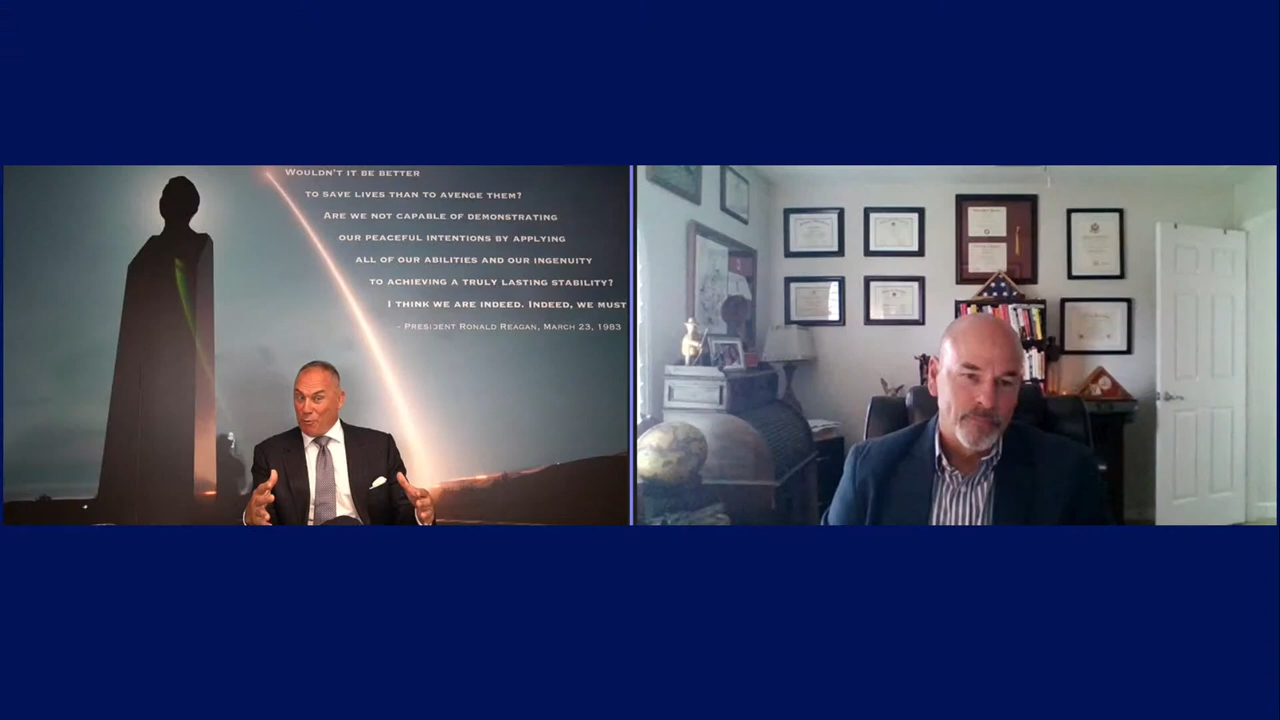 WOULDN'T IT BE BETTER
TO SAVE LIVES THAN TO AVENGE THEM?
ARE WE NOT CAPABLE OF DEMONSTRATING
OUR PEACEFUL INTENTIONS BY APPLYING
ALL OF OUR ABILITIES AND OUR INGENUITY
TO ACHIEVING A TRULY LASTING STABILITY?
I THINK WE ARE INDEED. INDEED, WE MUST
- PRESIDENT RONALD REAGAN, MARCH 23, 1983